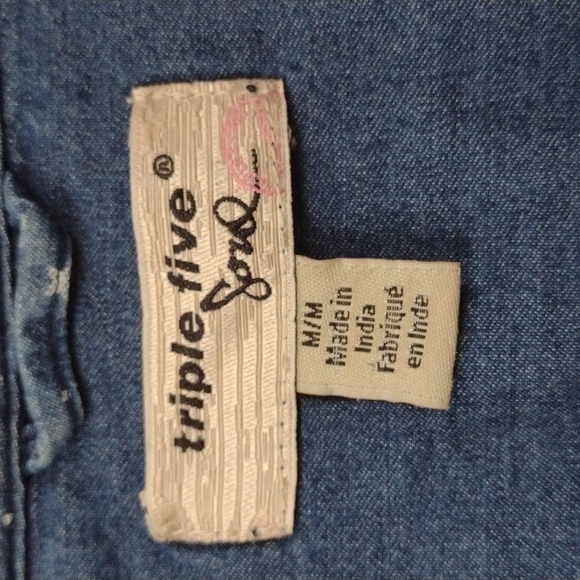 triple five®
Soul
M/M
Made in
India
Fabriqué
en Inde